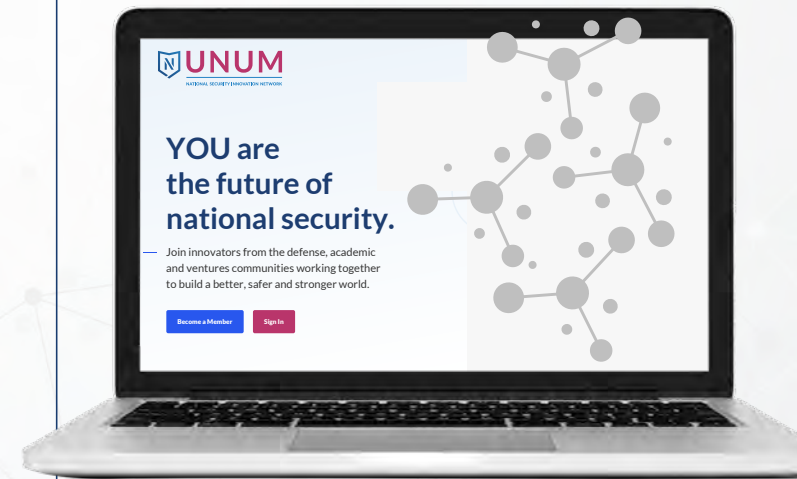 N UNUM
NATIONAL SECURITY INNOVATION NETWORK
YOU are
the future of
national security.
Join innovators from the defense, academic
and ventures communities working together
to build a better, safer and stronger world.
Become a Member Sign In